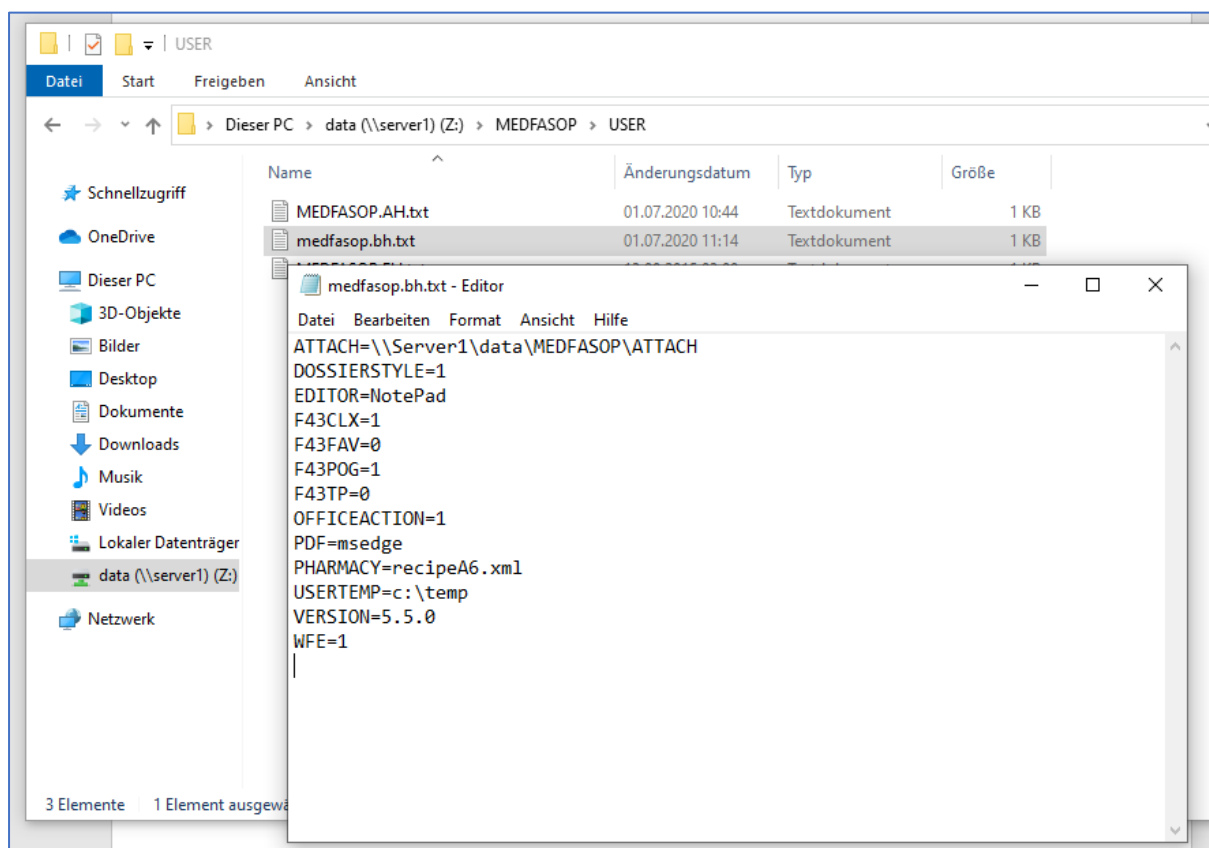 USER
Datei Start Freigeben Ansicht
Dieser PC > data (\\server1) (Z:) > MEDFASOP > USER
Name Änderungsdatum Typ Größe
Schnellzugriff
OneDrive
Dieser PC
3D-Objekte
Bilder
Desktop
Dokumente
Downloads
Musik
Videos
Lokaler Datenträger
data (\\server1) (Z:)
Netzwerk
MEDFASOP.AH.txt 01.07.2020 10:44 Textdokument 1 KB
medfasop.bh.txt 01.07.2020 11:14 Textdokument 1 KB
medfasop.bh.txt - Editor
Datei Bearbeiten Format Ansicht Hilfe
ATTACH=\\Server1\data\MEDFASOP\ATTACH
DOSSIERSTYLE=1
EDITOR=NotePad
F43CLX=1
F43FAV=0
F43POG=1
F43TP=0
OFFICEACTION=1
PDF=msedge
PHARMACY=recipeA6.xml
USERTEMP=c:\temp
VERSION=5.5.0
WFE=1
3 Elemente 1 Element